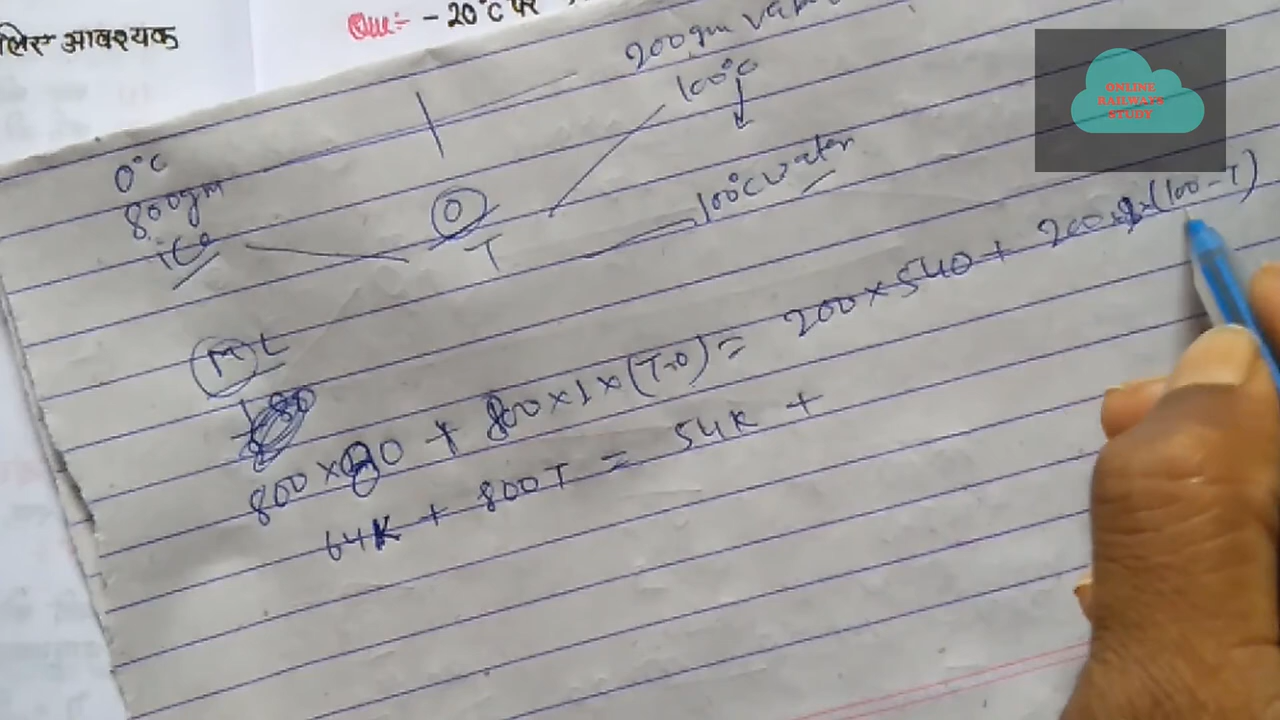 लिए आवश्यक
Que:- -20°C पर
200gm
100°C
ONLINE
RAILWAYS
STUDY
0°C
800gm
ice
0
T
100°C water
ML
800×80 + 800×1×(T-0) = 200×540 + 200×1×(100-T)
64K + 800T = 54K +